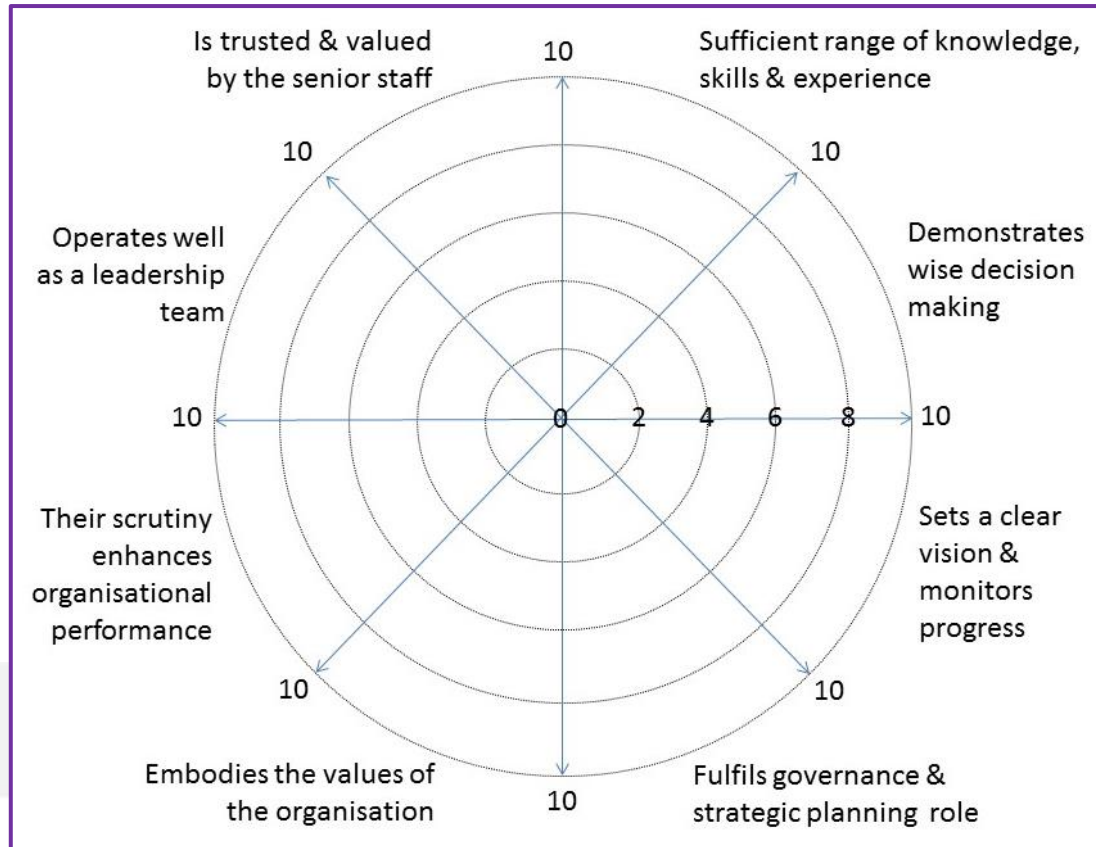 Is trusted & valued
by the senior staff
10
Sufficient range of knowledge,
skills & experience
10
10
Operates well
as a leadership
team
Demonstrates
wise decision
making
10
0
2
4
6
8
10
Their scrutiny
enhances
organisational
performance
Sets a clear
vision &
monitors
progress
10
10
Embodies the values of
the organisation
10
Fulfils governance &
strategic planning role